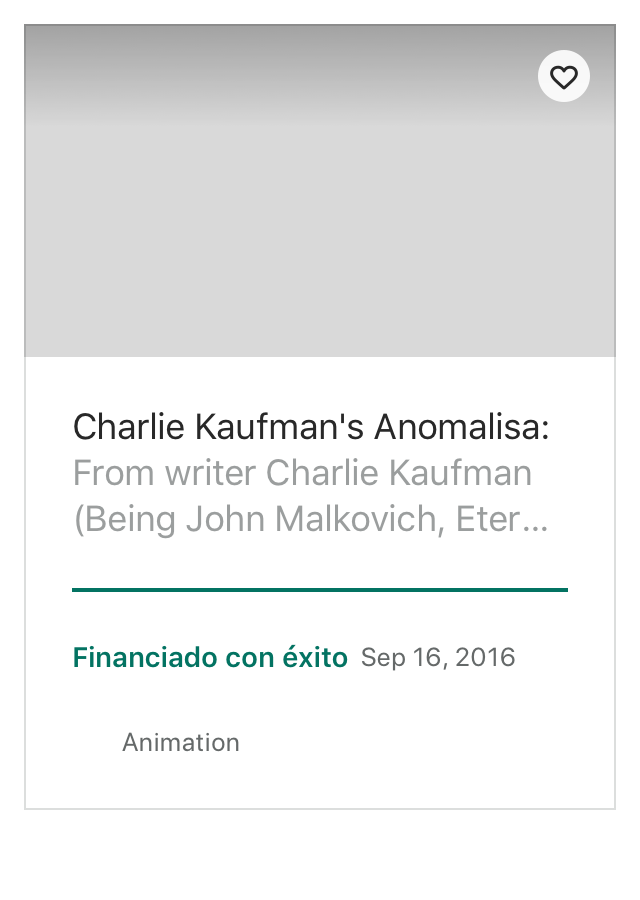 Charlie Kaufman's Anomalisa:
From writer Charlie Kaufman
(Being John Malkovich, Eter...
Financiado con éxito Sep 16, 2016
Animation